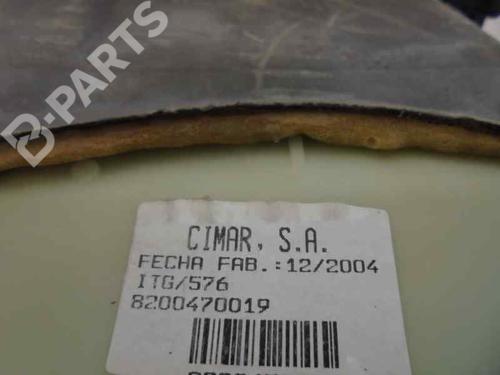 B-PARTS
CIMAR, S.A.
FECHA FAB.:12/2004
ITG/576
8200470019